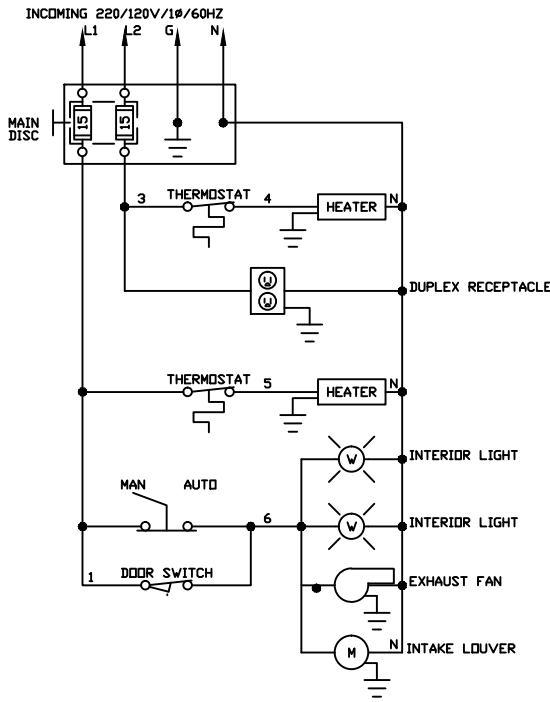 INCOMING 220/120V/1Ø/60HZ
L1 L2 G N
MAIN
DISC
15 15
THERMOSTAT
3 4 HEATER N
DUPLEX RECEPTACLE
THERMOSTAT 5 N
HEATER
INTERIOR LIGHT
W
MAN AUTO
6 W INTERIOR LIGHT
1 DOOR SWITCH
EXHAUST FAN
M N INTAKE LOUVER